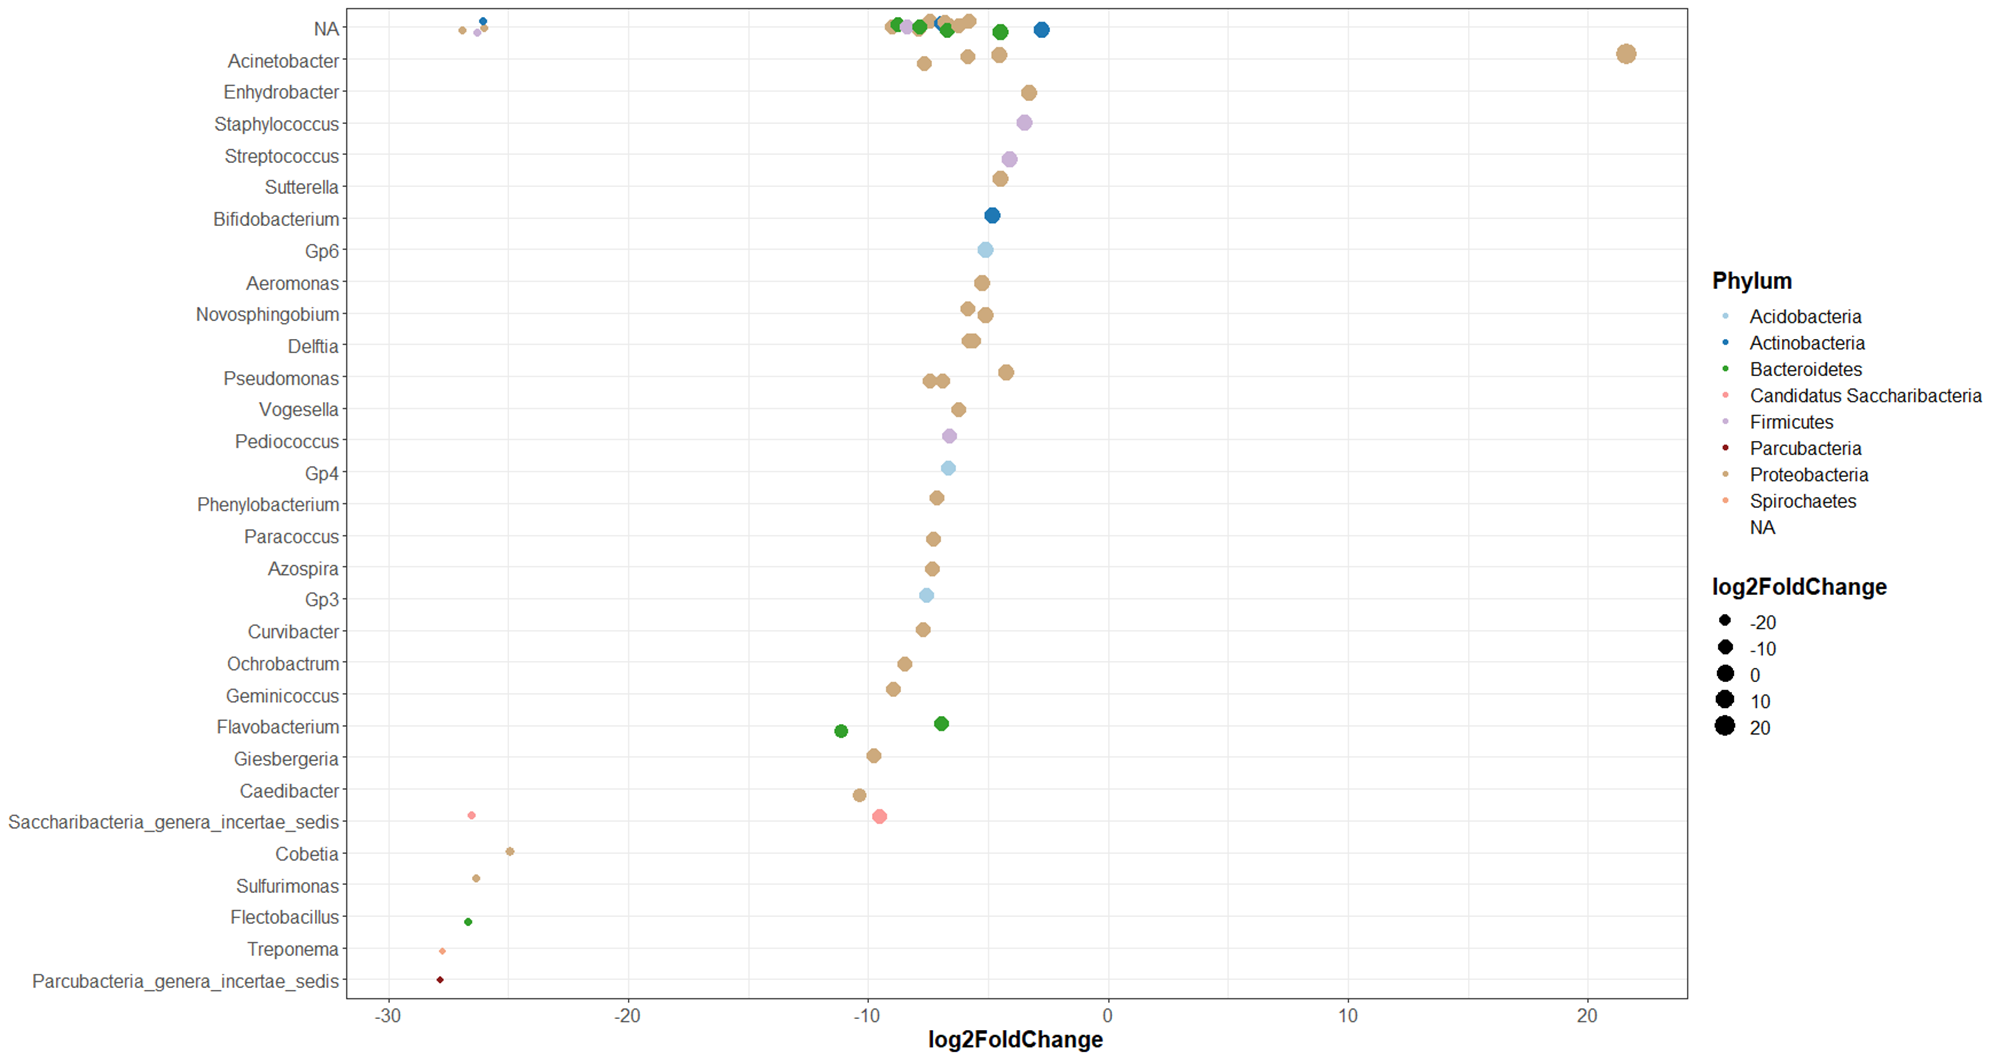 NA
Acinetobacter
Enhydrobacter
Staphylococcus
Streptococcus
Sutterella
Bifidobacterium
Gp6
Aeromonas
Novosphingobium
Delftia
Pseudomonas
Vogesella
Pediococcus
Gp4
Phenylobacterium
Paracoccus
Azospira
Gp3
Curvibacter
Ochrobactrum
Geminicoccus
Flavobacterium
Giesbergeria
Caedibacter
Saccharibacteria_genera_incertae_sedis
Cobetia
Sulfurimonas
Flectobacillus
Treponema
Parcubacteria_genera_incertae_sedis
-30 -20 -10 0 10 20
log2FoldChange
Phylum
Acidobacteria
Actinobacteria
Bacteroidetes
Candidatus Saccharibacteria
Firmicutes
Parcubacteria
Proteobacteria
Spirochaetes
NA
log2FoldChange
-20
-10
0
10
20